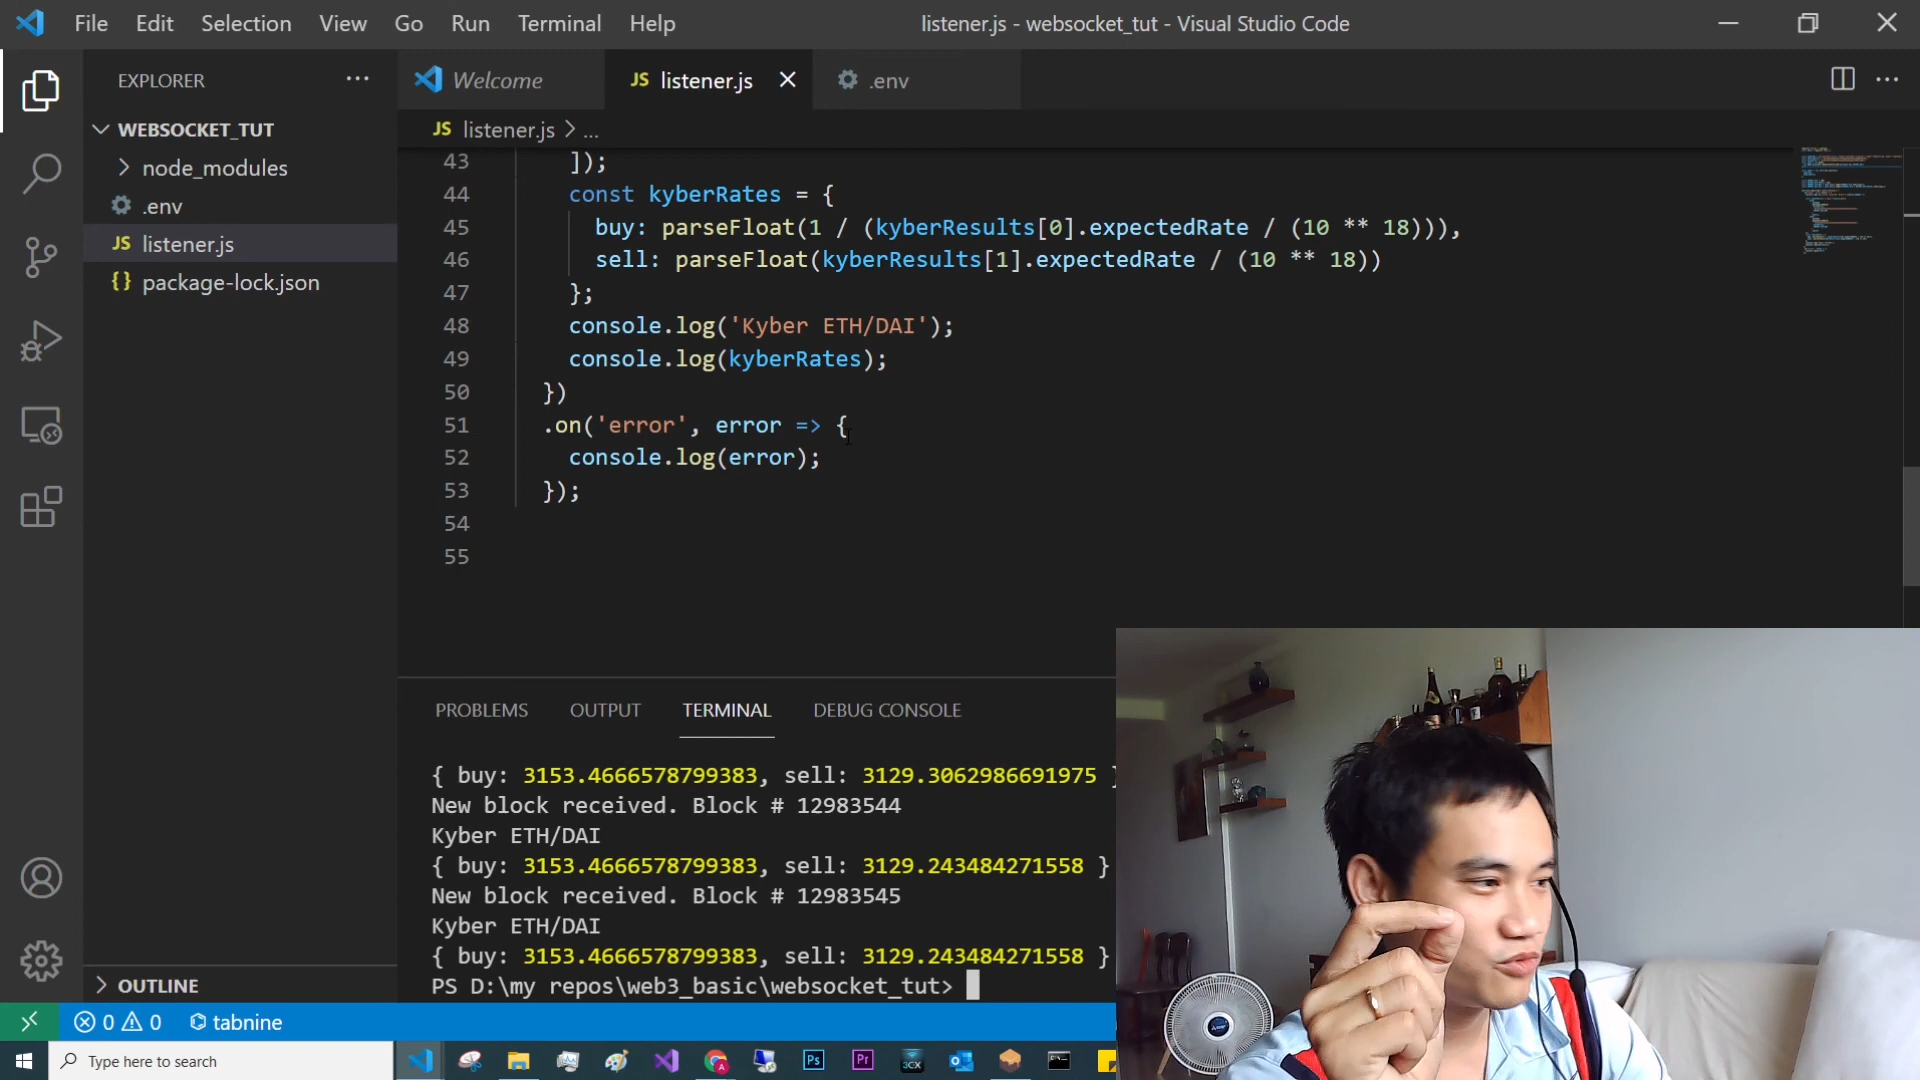 File Edit Selection View Go Run Terminal Help
listener.js - websocket_tut - Visual Studio Code
EXPLORER
WEBSOCKET_TUT
node_modules
.env
JS listener.js
{} package-lock.json
OUTLINE
Welcome
JS listener.js
.env
JS listener.js > ...
43 ]);
44 const kyberRates = {
45 buy: parseFloat(1 / (kyberResults[0].expectedRate / (10 ** 18))),
46 sell: parseFloat(kyberResults[1].expectedRate / (10 ** 18))
47 };
48 console.log('Kyber ETH/DAI');
49 console.log(kyberRates);
50 })
51 .on('error', error => {
52 console.log(error);
53 });
54
55
PROBLEMS OUTPUT TERMINAL DEBUG CONSOLE
{ buy: 3153.4666578799383, sell: 3129.3062986691975 }
New block received. Block # 12983544
Kyber ETH/DAI
{ buy: 3153.4666578799383, sell: 3129.243484271558 }
New block received. Block # 12983545
Kyber ETH/DAI
{ buy: 3153.4666578799383, sell: 3129.243484271558 }
PS D:\my repos\web3_basic\websocket_tut>
0 0 tabnine
Type here to search
Ps
Pr
3CX